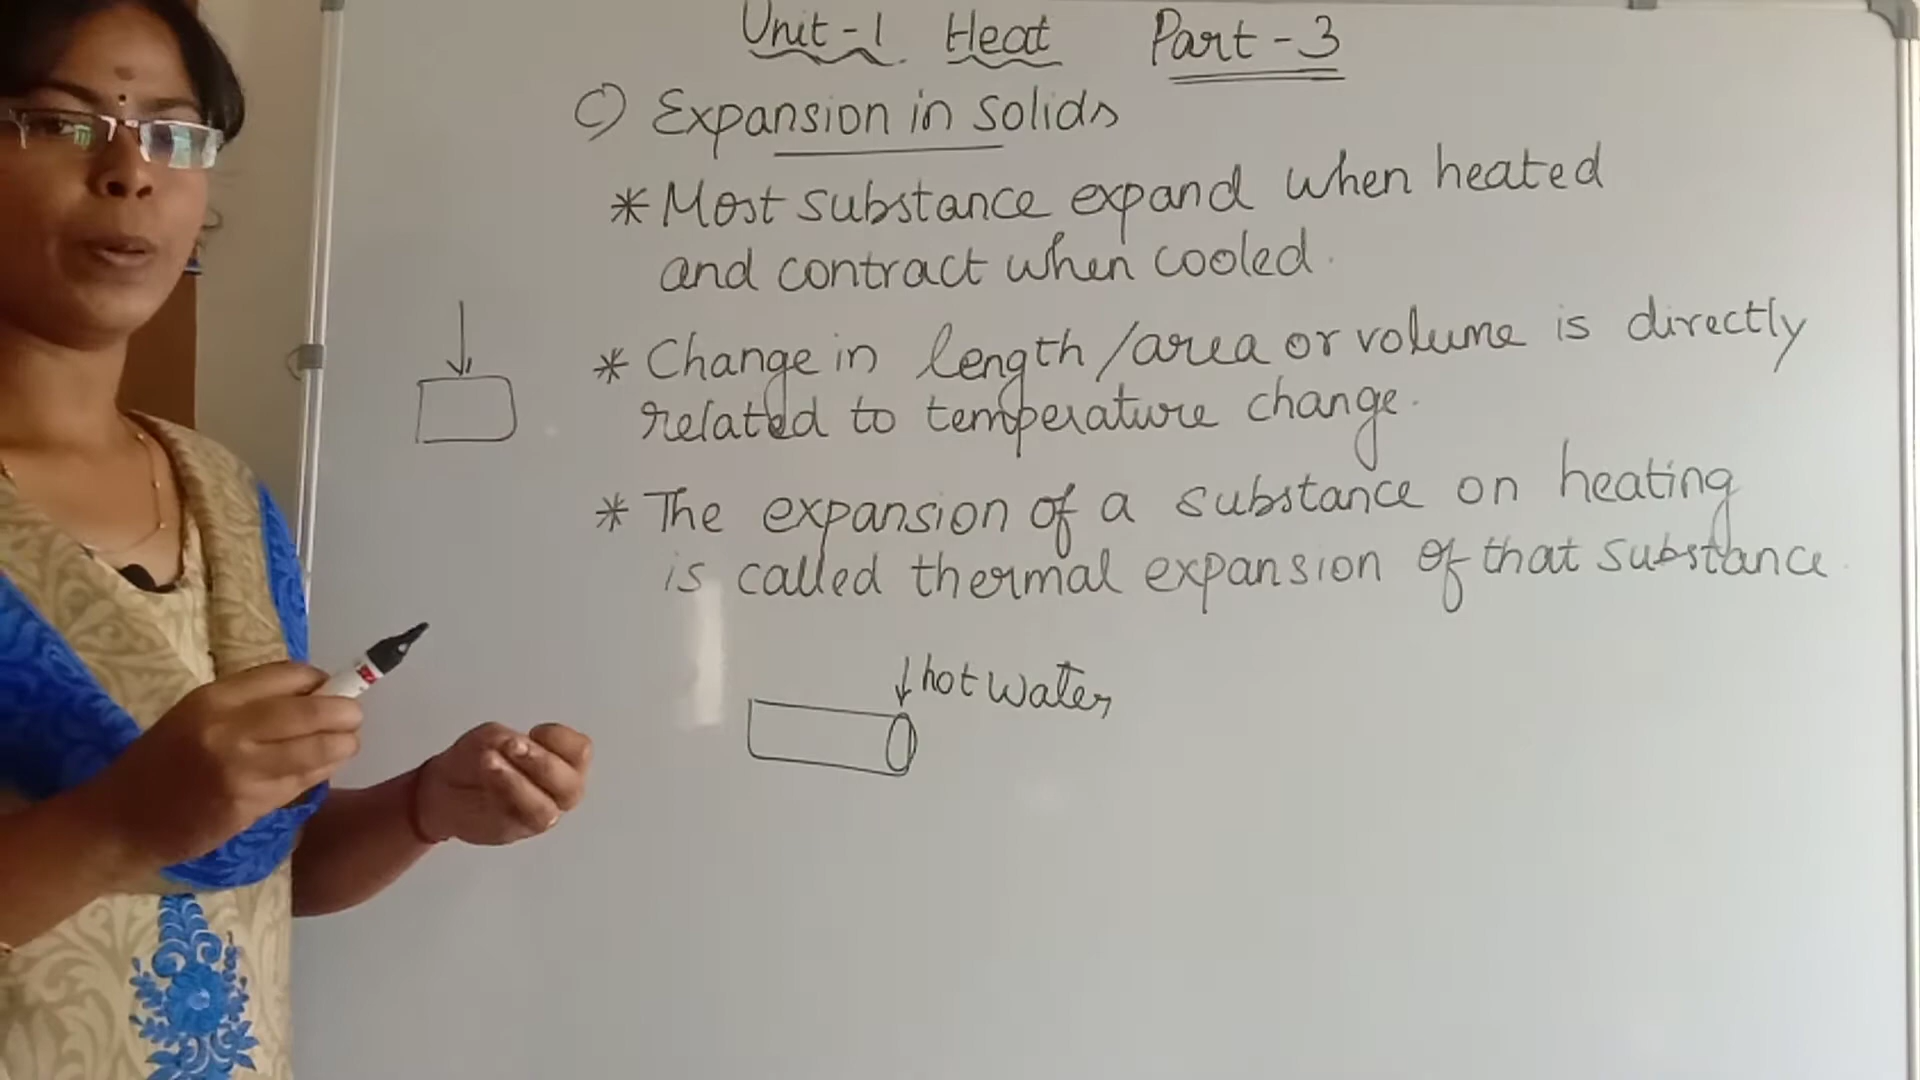 Unit-1 Heat Part-3
c) Expansion in solids
* Most substance expand when heated
and contract when cooled.
* Change in length/area or volume is directly
related to temperature change.
* The expansion of a substance on heating
is called thermal expansion of that substance.
hot water